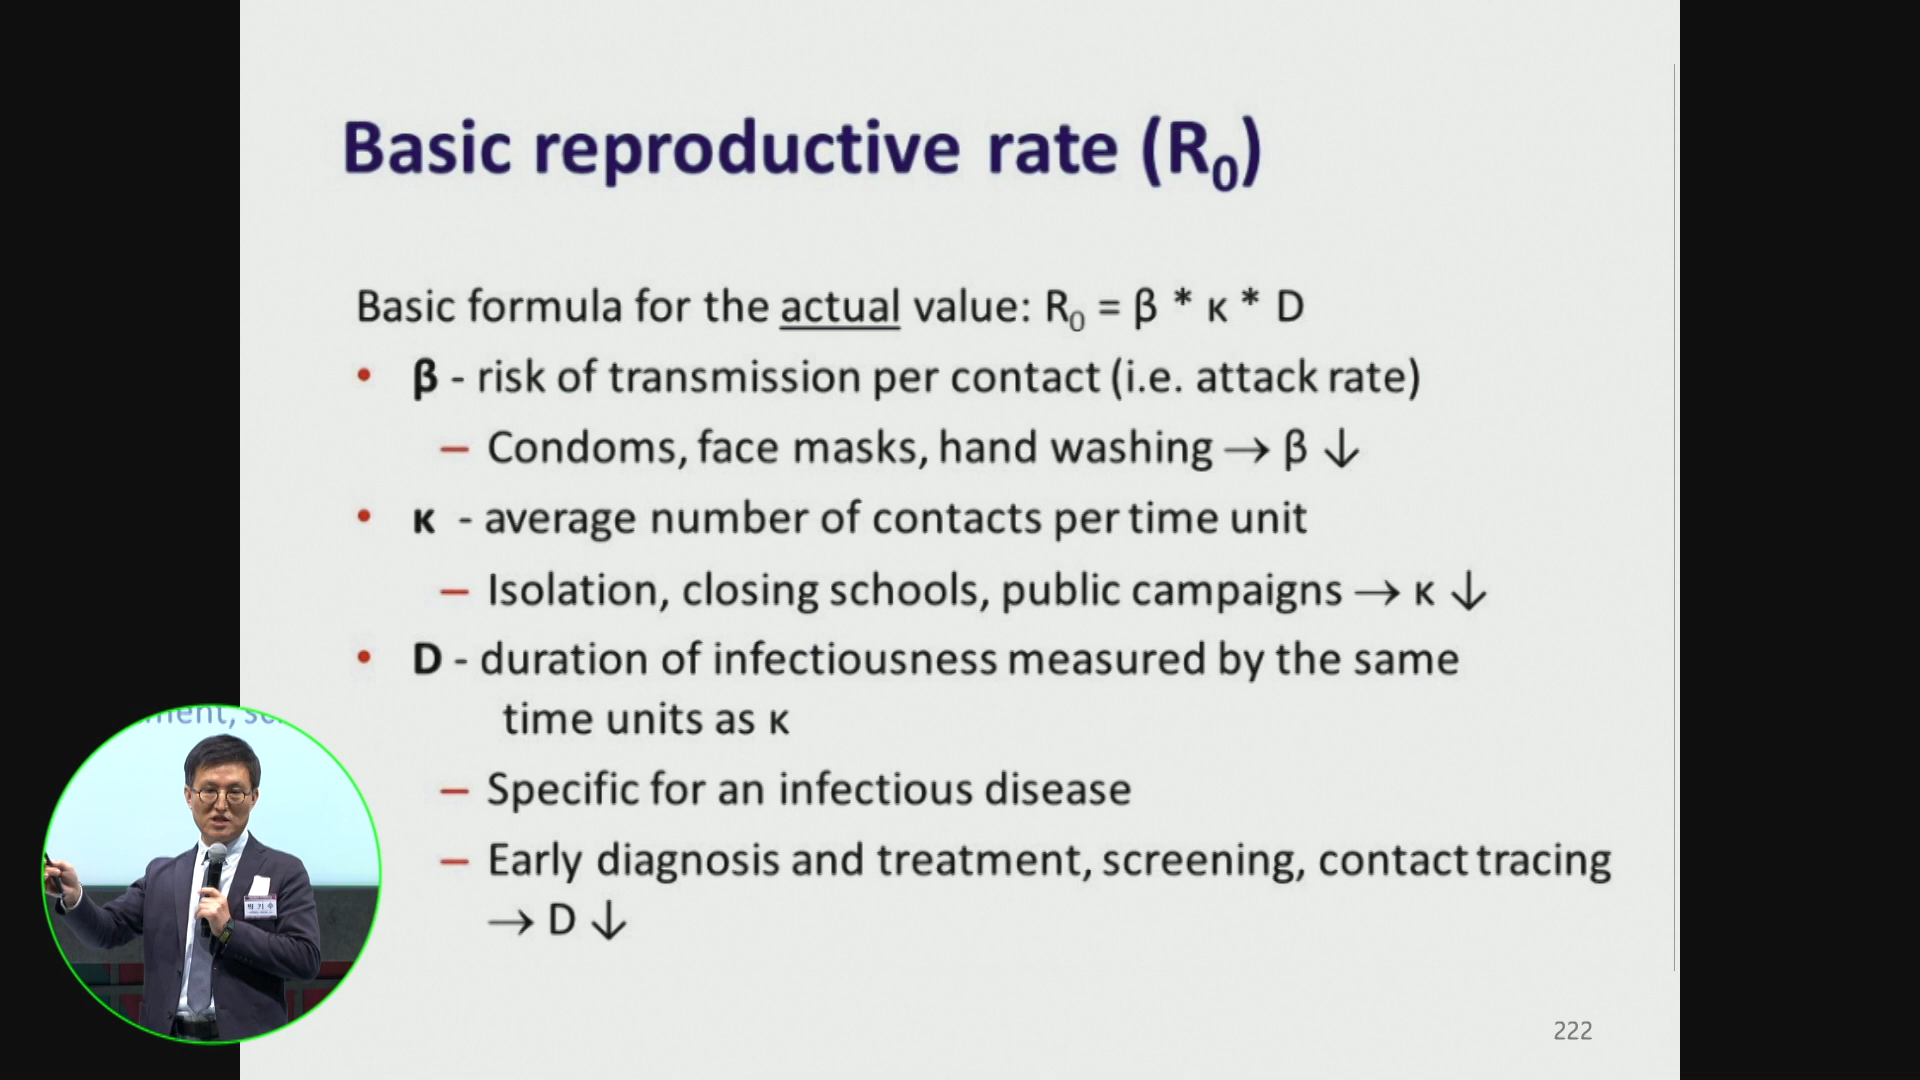 Basic reproductive rate (R₀)
Basic formula for the actual value: R₀ = β * κ * D
• β - risk of transmission per contact (i.e. attack rate)
– Condoms, face masks, hand washing → β ↓
• κ - average number of contacts per time unit
– Isolation, closing schools, public campaigns → κ ↓
• D - duration of infectiousness measured by the same
time units as κ
– Specific for an infectious disease
– Early diagnosis and treatment, screening, contact tracing
→ D ↓
222